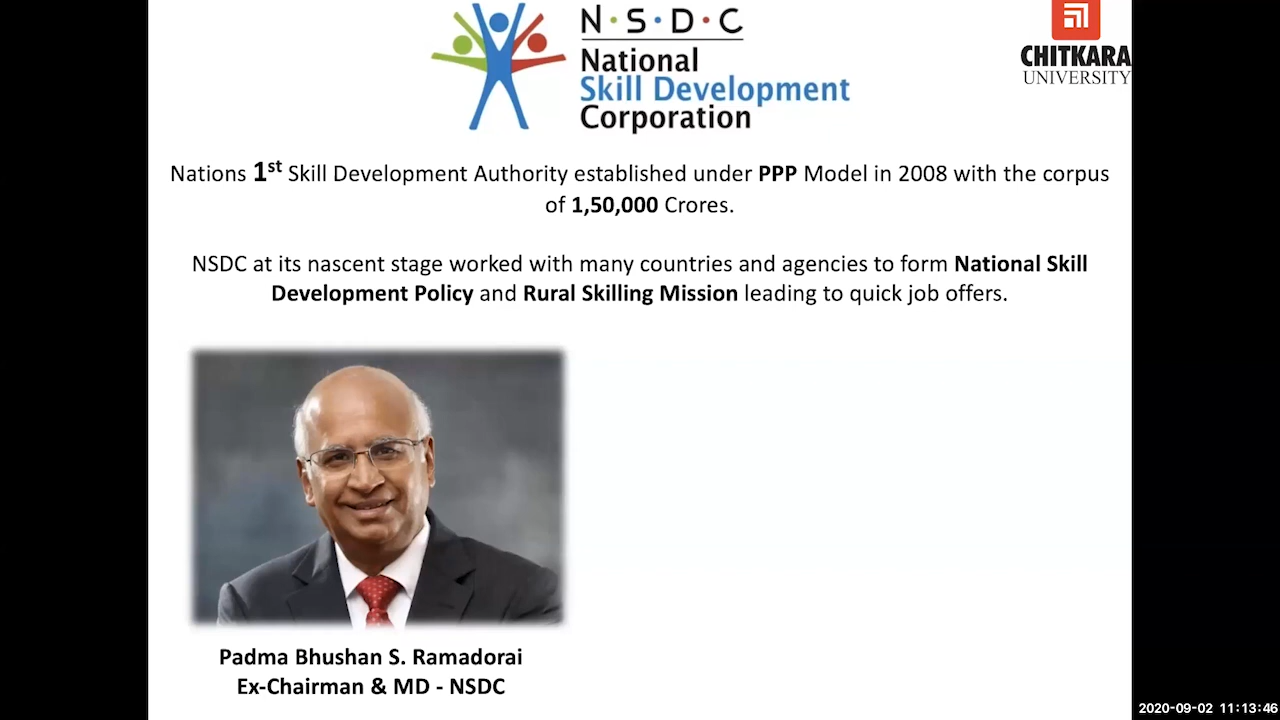 N·S·D·C
National
Skill Development
Corporation
CHITKARA
UNIVERSITY
Nations 1st Skill Development Authority established under PPP Model in 2008 with the corpus
of 1,50,000 Crores.
NSDC at its nascent stage worked with many countries and agencies to form National Skill
Development Policy and Rural Skilling Mission leading to quick job offers.
Padma Bhushan S. Ramadorai
Ex-Chairman & MD - NSDC
2020-09-02 11:13:46